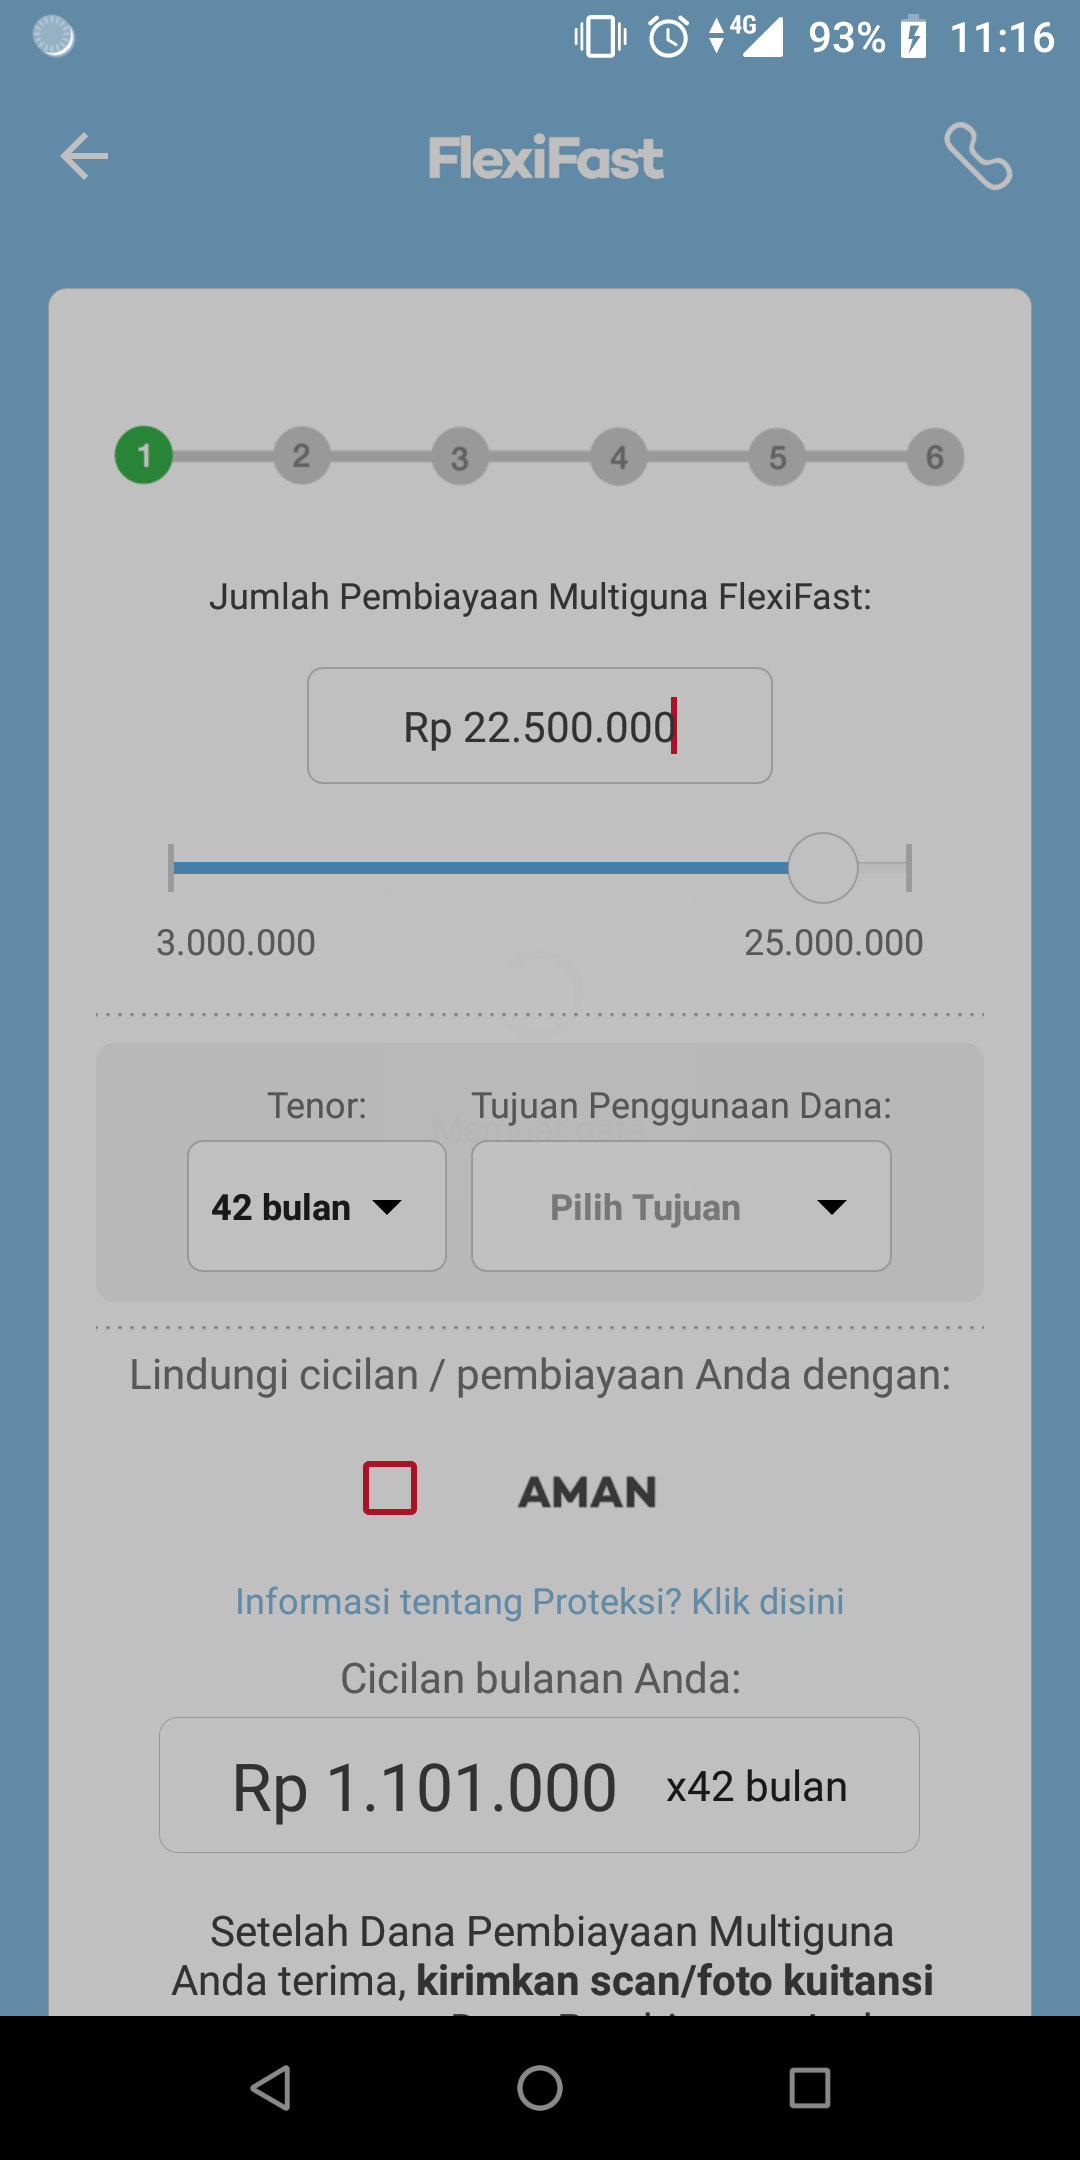 4G 93% 11:16
FlexiFast
1 2 3 4 5 6
Jumlah Pembiayaan Multiguna FlexiFast:
Rp 22.500.000
3.000.000 25.000.000
Tenor: Tujuan Penggunaan Dana:
Memuat data
42 bulan Pilih Tujuan
Lindungi cicilan / pembiayaan Anda dengan:
AMAN
Informasi tentang Proteksi? Klik disini
Cicilan bulanan Anda:
Rp 1.101.000 x42 bulan
Setelah Dana Pembiayaan Multiguna
Anda terima, kirimkan scan/foto kuitansi